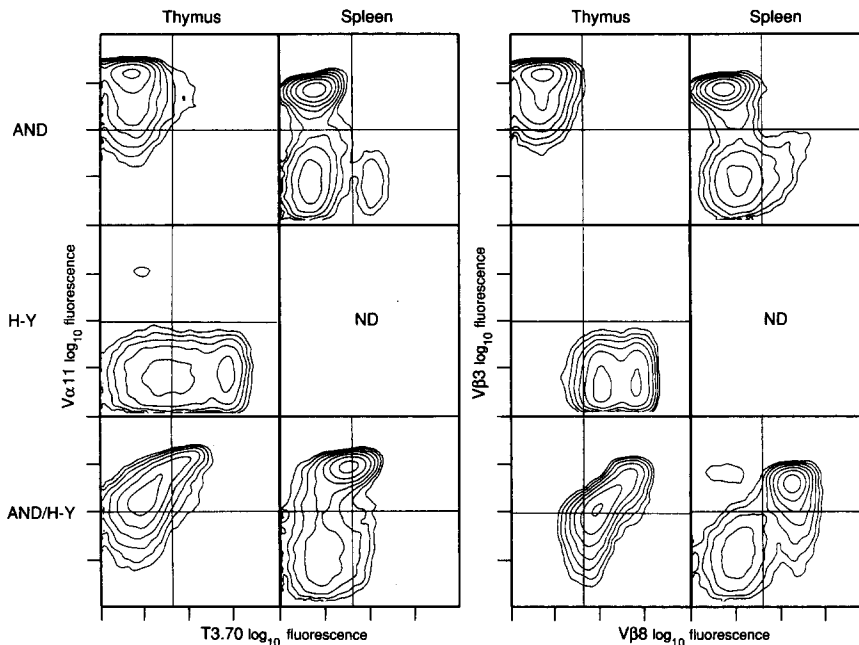 Thymus Spleen Thymus Spleen
AND
H-Y
AND/H-Y
Vα11 log10 fluorescence
ND
Vβ3 log10 fluorescence
ND
T3.70 log10 fluorescence
Vβ8 log10 fluorescence